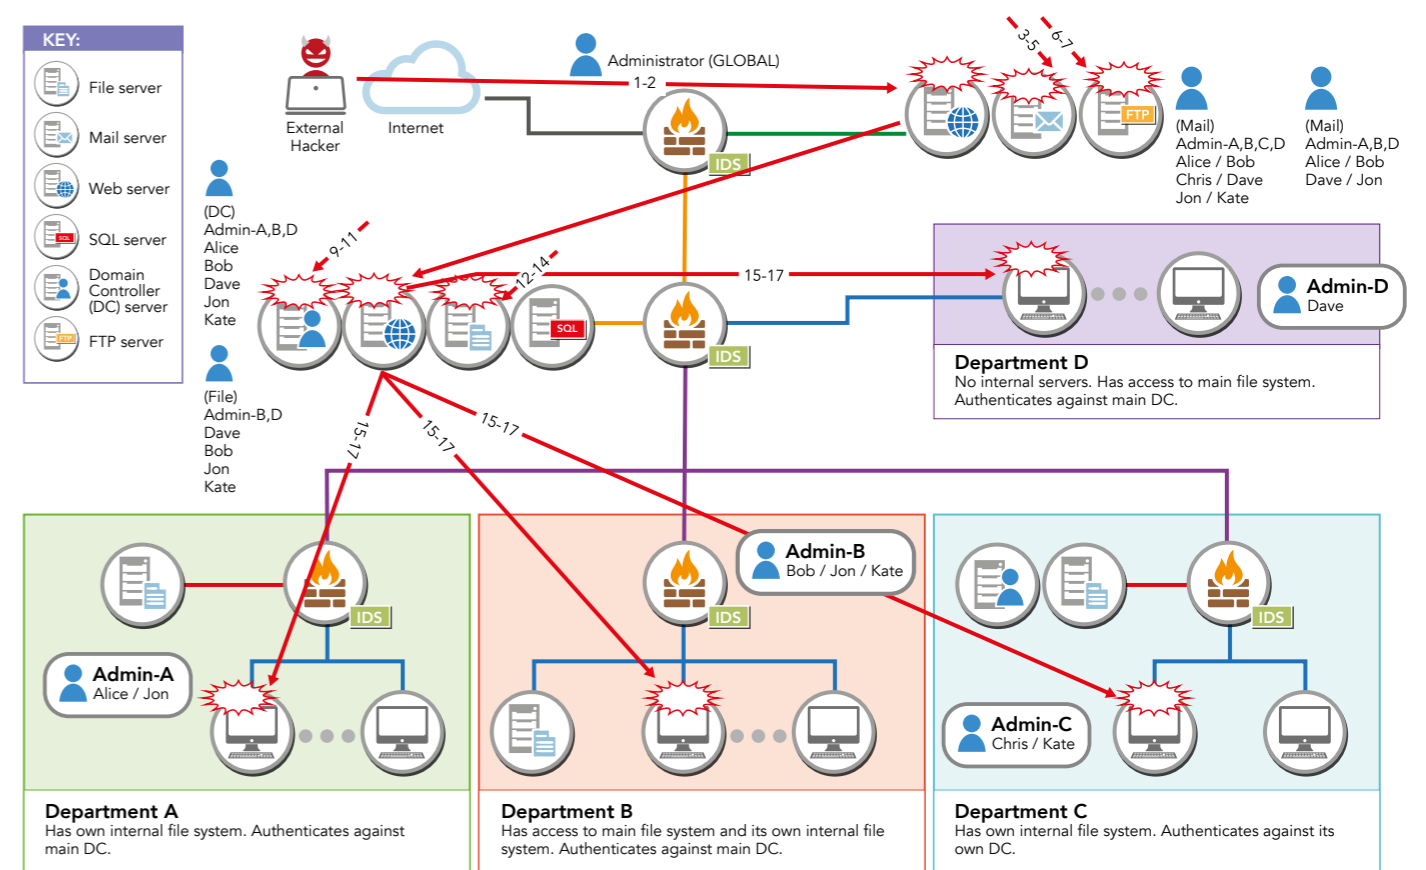 KEY:
File server
Mail server
Web server
SQL
SQL server
Domain
Controller
(DC) server
FTP
FTP server
External
Hacker
Internet
Administrator (GLOBAL)
1-2
3-5
6-7
IDS
FTP
(Mail)
Admin-A,B,C,D
Alice / Bob
Chris / Dave
Jon / Kate
(Mail)
Admin-A,B,D
Alice / Bob
Dave / Jon
(DC)
Admin-A,B,D
Alice
Bob
Dave
Jon
Kate
9-11
12-14
15-17
SQL
IDS
Admin-D
Dave
Department D
No internal servers. Has access to main file system.
Authenticates against main DC.
(File)
Admin-B,D
Dave
Bob
Jon
Kate
15-17
15-17
15-17
IDS
Admin-A
Alice / Jon
Department A
Has own internal file system. Authenticates against
main DC.
Admin-B
Bob / Jon / Kate
IDS
Department B
Has access to main file system and its own internal file
system. Authenticates against main DC.
IDS
Admin-C
Chris / Kate
Department C
Has own internal file system. Authenticates against its
own DC.